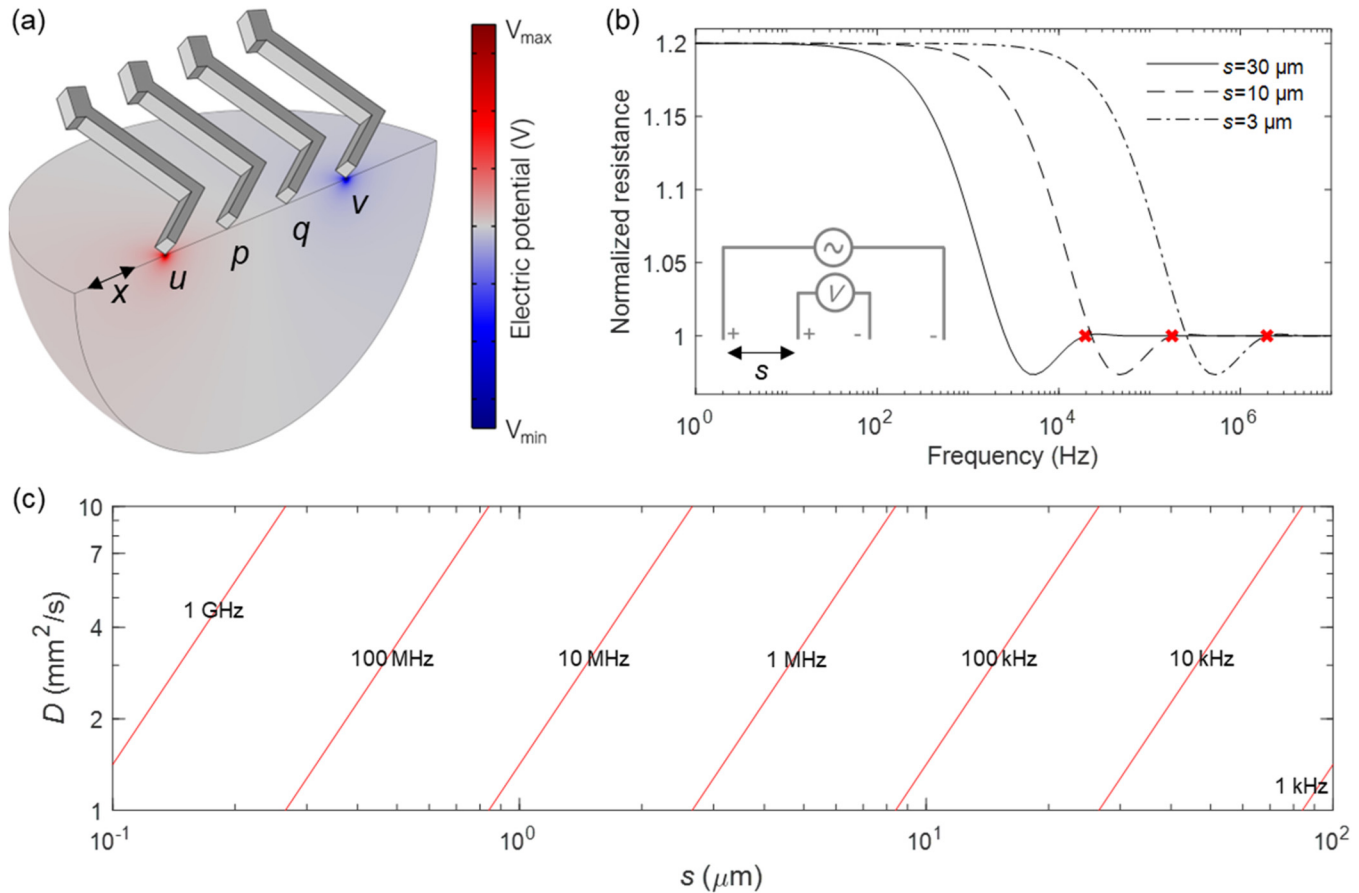 (a)
V_max
V_min
Electric potential (V)
x
u
p
q
v
(b)
1.2
1.15
1.1
1.05
1
Normalized resistance
s=30 μm
s=10 μm
s=3 μm
~
V
+ + - -
s
10^0 10^2 10^4 10^6
Frequency (Hz)
(c)
10
7
4
2
1
D (mm^2/s)
1 GHz
100 MHz
10 MHz
1 MHz
100 kHz
10 kHz
1 kHz
10^-1 10^0 10^1 10^2
s (μm)